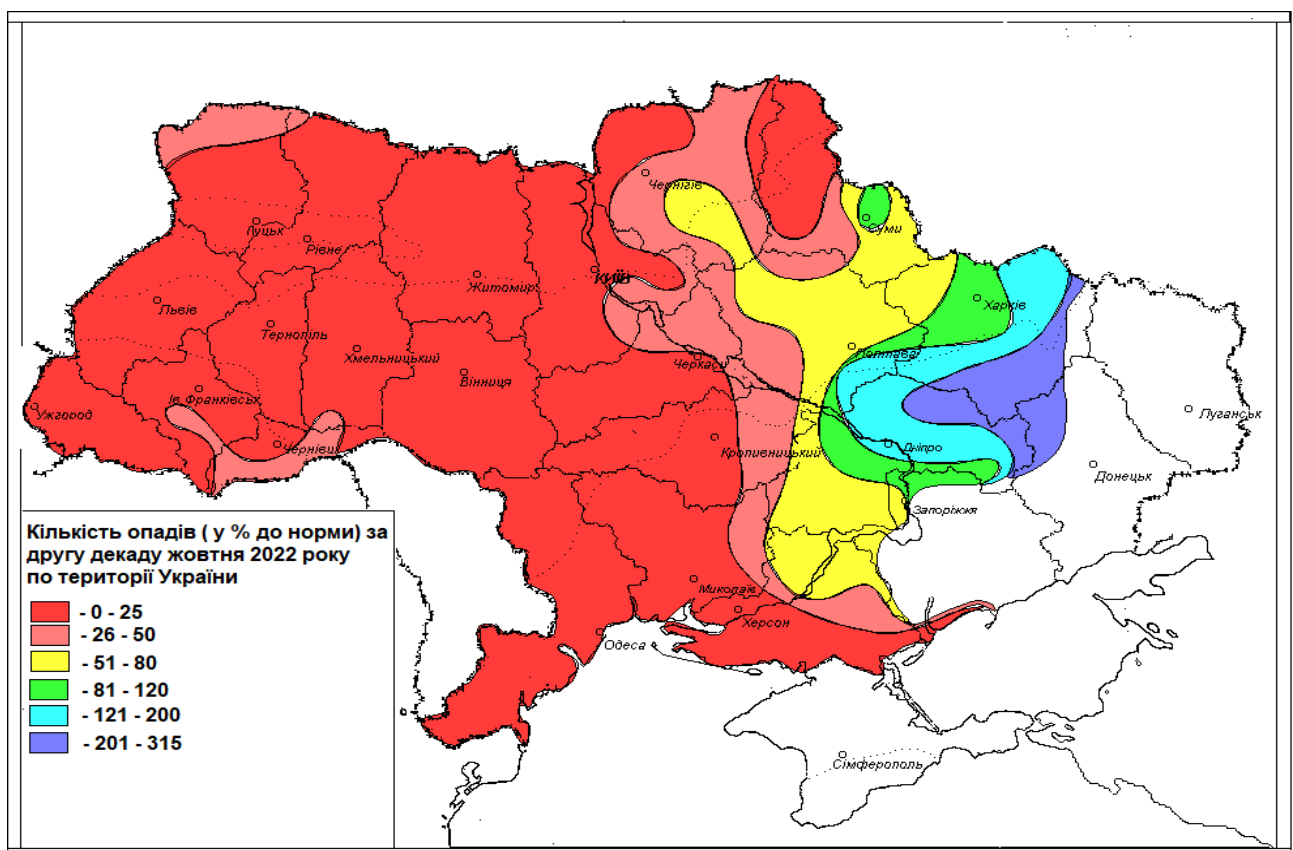 Чернігів
Суми
Луцьк
Рівне
КИЇВ
Житомир
Харків
Львів
Тернопіль
Хмельницький
Черкаси
Полтава
Вінниця
Ів.Франківськ
Ужгород
Луганськ
Чернівці
Кропивницький
Дніпро
Донецьк
Запоріжжя
Кількість опадів ( у % до норми) за
другу декаду жовтня 2022 року
по території України
- 0 - 25
- 26 - 50
- 51 - 80
- 81 - 120
- 121 - 200
- 201 - 315
Миколаїв
Херсон
Одеса
Сімферополь